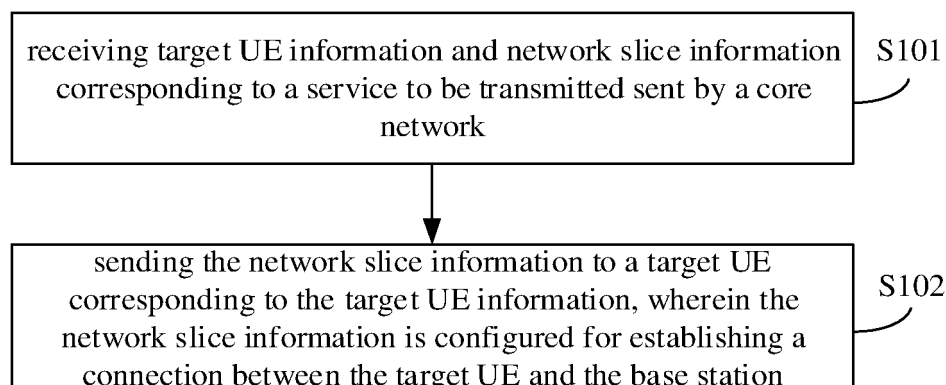 receiving target UE information and network slice information
corresponding to a service to be transmitted sent by a core
network
S101
sending the network slice information to a target UE
corresponding to the target UE information, wherein the
network slice information is configured for establishing a
connection between the target UE and the base station
S102